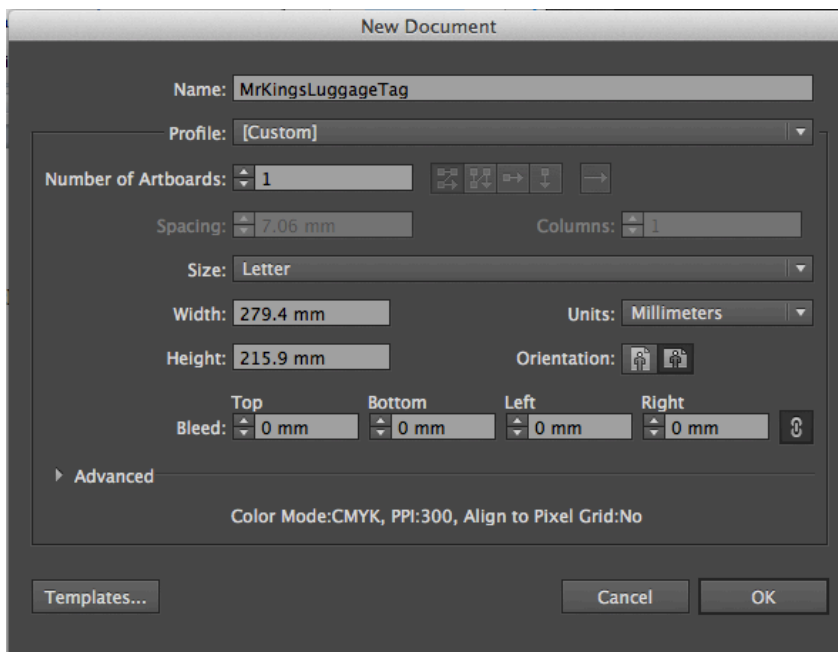 New Document
Name: MrKingsLuggageTag
Profile: [Custom]
Number of Artboards: 1
Spacing: 7.06 mm Columns: 1
Size: Letter
Width: 279.4 mm Units: Millimeters
Height: 215.9 mm Orientation:
Top Bottom Left Right
Bleed: 0 mm 0 mm 0 mm 0 mm
Advanced
Color Mode:CMYK, PPI:300, Align to Pixel Grid:No
Templates... Cancel OK